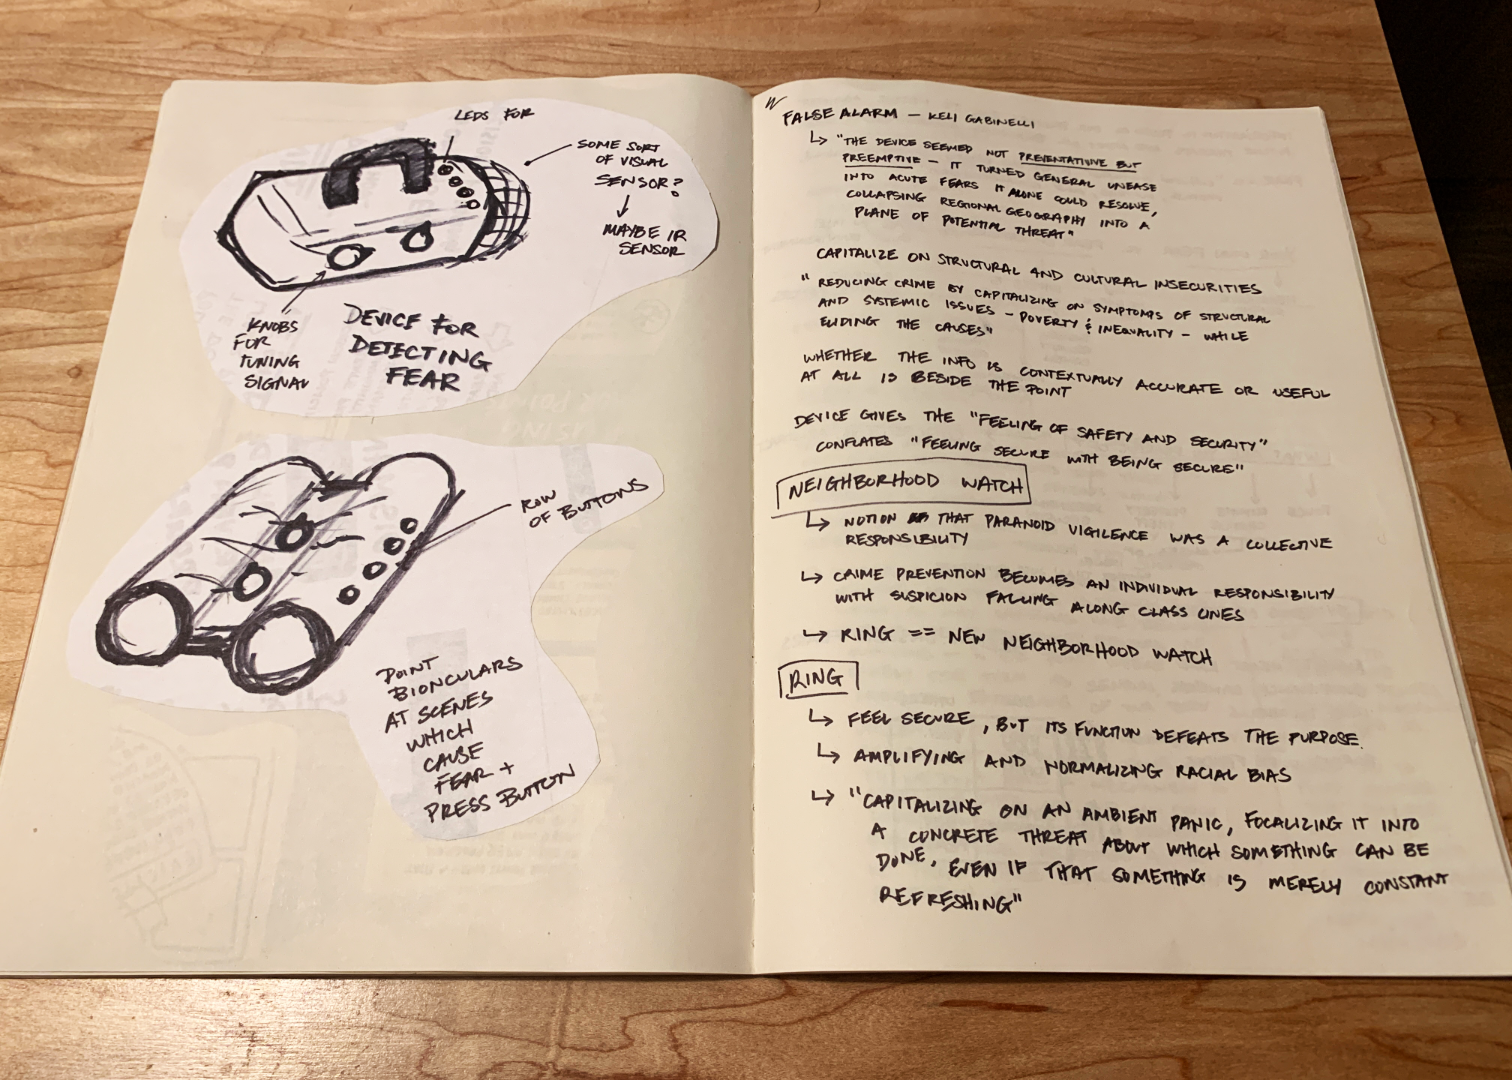 LEDS FOR
SOME SORT
OF VISUAL
SENSOR?
MAYBE IR
SENSOR
KNOBS
FOR
TUNING
SIGNAL
DEVICE FOR
DETECTING
FEAR
ROW
OF BUTTONS
POINT
BIONCULARS
AT SCENES
WHICH
CAUSE
FEAR +
PRESS BUTTON
FALSE ALARM – KELI GABINELLI
↳ "THE DEVICE SEEMED NOT PREVENTATIVE BUT
PREEMPTIVE – IT TURNED GENERAL UNEASE
INTO ACUTE FEARS IT ALONE COULD RESOLVE,
COLLAPSING REGIONAL GEOGRAPHY INTO A
PLANE OF POTENTIAL THREAT"
CAPITALIZE ON STRUCTURAL AND CULTURAL INSECURITIES
" REDUCING CRIME BY CAPITALIZING ON SYMPTOMS OF STRUCTURAL
AND SYSTEMIC ISSUES – POVERTY & INEQUALITY – WHILE
ELIDING THE CAUSES"
WHETHER THE INFO IS CONTEXTUALLY ACCURATE OR USEFUL
AT ALL IS BESIDE THE POINT
DEVICE GIVES THE "FEELING OF SAFETY AND SECURITY"
CONFLATES "FEELING SECURE WITH BEING SECURE"
NEIGHBORHOOD WATCH
↳ NOTION THAT PARANOID VIGILENCE WAS A COLLECTIVE
RESPONSIBILITY
↳ CRIME PREVENTION BECOMES AN INDIVIDUAL RESPONSIBILITY
WITH SUSPICION FALLING ALONG CLASS LINES
↳ RING == NEW NEIGHBORHOOD WATCH
RING
↳ FEEL SECURE, BUT ITS FUNCTION DEFEATS THE PURPOSE.
↳ AMPLIFYING AND NORMALIZING RACIAL BIAS
↳ "CAPITALIZING ON AN AMBIENT PANIC, FOCALIZING IT INTO
A CONCRETE THREAT ABOUT WHICH SOMETHING CAN BE
DONE, EVEN IF THAT SOMETHING IS MERELY CONSTANT
REFRESHING"